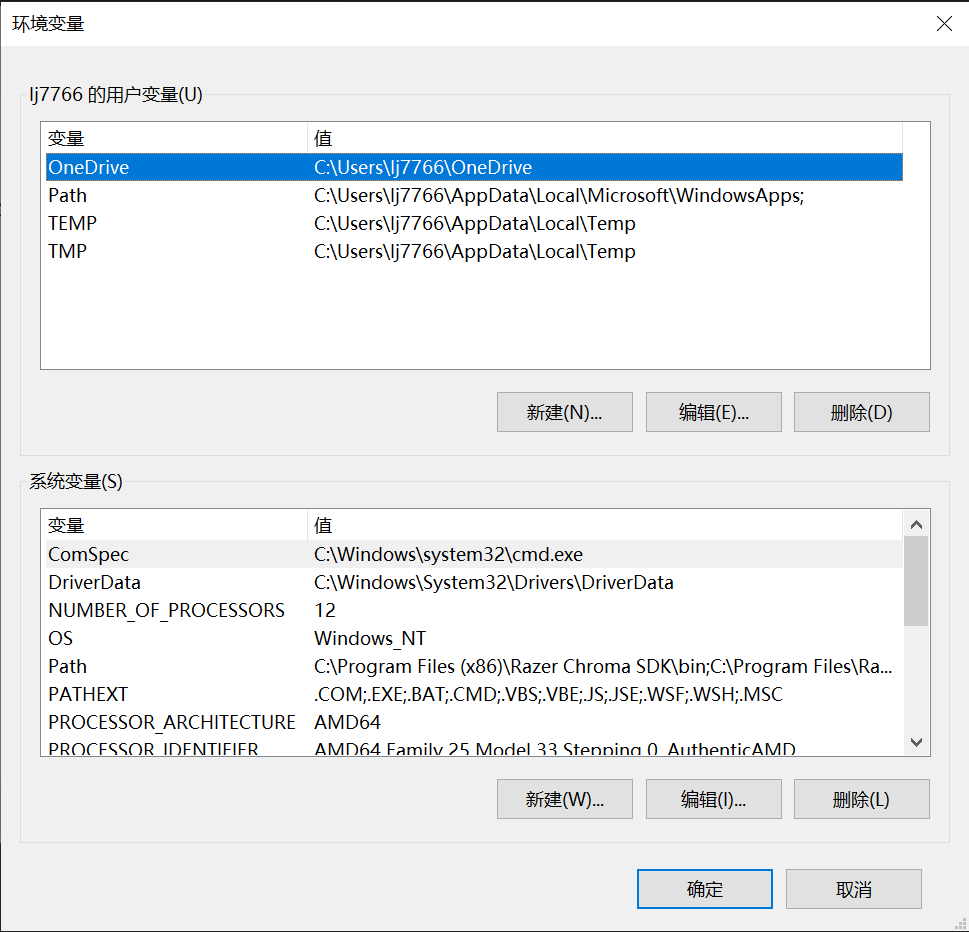 环境变量
lj7766 的用户变量(U)
变量 值
OneDrive C:\Users\lj7766\OneDrive
Path C:\Users\lj7766\AppData\Local\Microsoft\WindowsApps;
TEMP C:\Users\lj7766\AppData\Local\Temp
TMP C:\Users\lj7766\AppData\Local\Temp
新建(N)... 编辑(E)... 删除(D)
系统变量(S)
变量 值
ComSpec C:\Windows\system32\cmd.exe
DriverData C:\Windows\System32\Drivers\DriverData
NUMBER_OF_PROCESSORS 12
OS Windows_NT
Path C:\Program Files (x86)\Razer Chroma SDK\bin;C:\Program Files\Ra...
PATHEXT .COM;.EXE;.BAT;.CMD;.VBS;.VBE;.JS;.JSE;.WSF;.WSH;.MSC
PROCESSOR_ARCHITECTURE AMD64
PROCESSOR_IDENTIFIER AMD64 Family 25 Model 33 Stepping 0, AuthenticAMD
新建(W)... 编辑(I)... 删除(L)
确定 取消